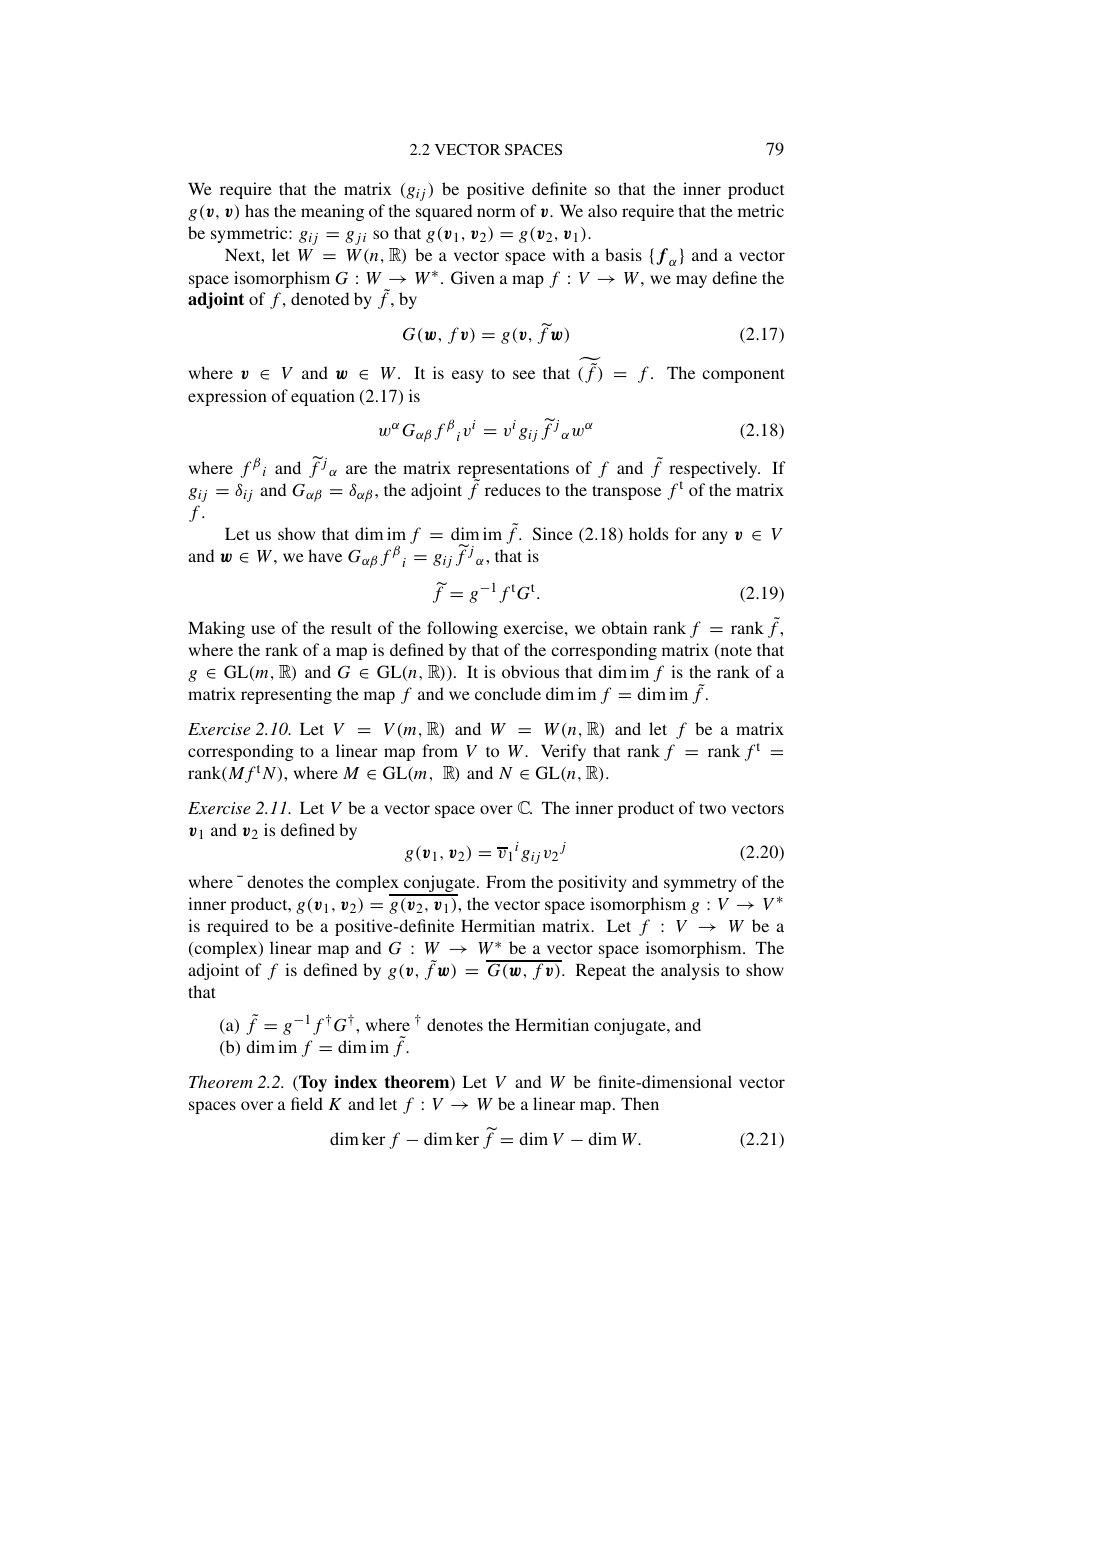 2.2 VECTOR SPACES 79
We require that the matrix (g_{ij}) be positive definite so that the inner product
g(𝒗, 𝒗) has the meaning of the squared norm of 𝒗. We also require that the metric
be symmetric: g_{ij} = g_{ji} so that g(𝒗₁, 𝒗₂) = g(𝒗₂, 𝒗₁).
Next, let W = W(n, ℝ) be a vector space with a basis {𝒇_α} and a vector
space isomorphism G : W → W*. Given a map f : V → W, we may define the
adjoint of f, denoted by f̃, by
G(𝒘, f𝒗) = g(𝒗, f̃𝒘) (2.17)
where 𝒗 ∈ V and 𝒘 ∈ W. It is easy to see that \widetilde{(f̃)} = f. The component
expression of equation (2.17) is
w^α G_{αβ} f^β_i v^i = v^i g_{ij} f̃^j_α w^α (2.18)
where f^β_i and f̃^j_α are the matrix representations of f and f̃ respectively. If
g_{ij} = δ_{ij} and G_{αβ} = δ_{αβ}, the adjoint f̃ reduces to the transpose f^t of the matrix
f.
Let us show that dim im f = dim im f̃. Since (2.18) holds for any 𝒗 ∈ V
and 𝒘 ∈ W, we have G_{αβ} f^β_i = g_{ij} f̃^j_α, that is
f̃ = g^{−1} f^t G^t. (2.19)
Making use of the result of the following exercise, we obtain rank f = rank f̃,
where the rank of a map is defined by that of the corresponding matrix (note that
g ∈ GL(m, ℝ) and G ∈ GL(n, ℝ)). It is obvious that dim im f is the rank of a
matrix representing the map f and we conclude dim im f = dim im f̃.
Exercise 2.10. Let V = V(m, ℝ) and W = W(n, ℝ) and let f be a matrix
corresponding to a linear map from V to W. Verify that rank f = rank f^t =
rank(M f^t N), where M ∈ GL(m, ℝ) and N ∈ GL(n, ℝ).
Exercise 2.11. Let V be a vector space over ℂ. The inner product of two vectors
𝒗₁ and 𝒗₂ is defined by
g(𝒗₁, 𝒗₂) = \overline{v}_1^i g_{ij} v_2^j (2.20)
where ¯ denotes the complex conjugate. From the positivity and symmetry of the
inner product, g(𝒗₁, 𝒗₂) = \overline{g(𝒗₂, 𝒗₁)}, the vector space isomorphism g : V → V*
is required to be a positive-definite Hermitian matrix. Let f : V → W be a
(complex) linear map and G : W → W* be a vector space isomorphism. The
adjoint of f is defined by g(𝒗, f̃𝒘) = \overline{G(𝒘, f𝒗)}. Repeat the analysis to show
that
(a) f̃ = g^{−1} f^† G^†, where † denotes the Hermitian conjugate, and
(b) dim im f = dim im f̃.
Theorem 2.2. (Toy index theorem) Let V and W be finite-dimensional vector
spaces over a field K and let f : V → W be a linear map. Then
dim ker f − dim ker f̃ = dim V − dim W. (2.21)